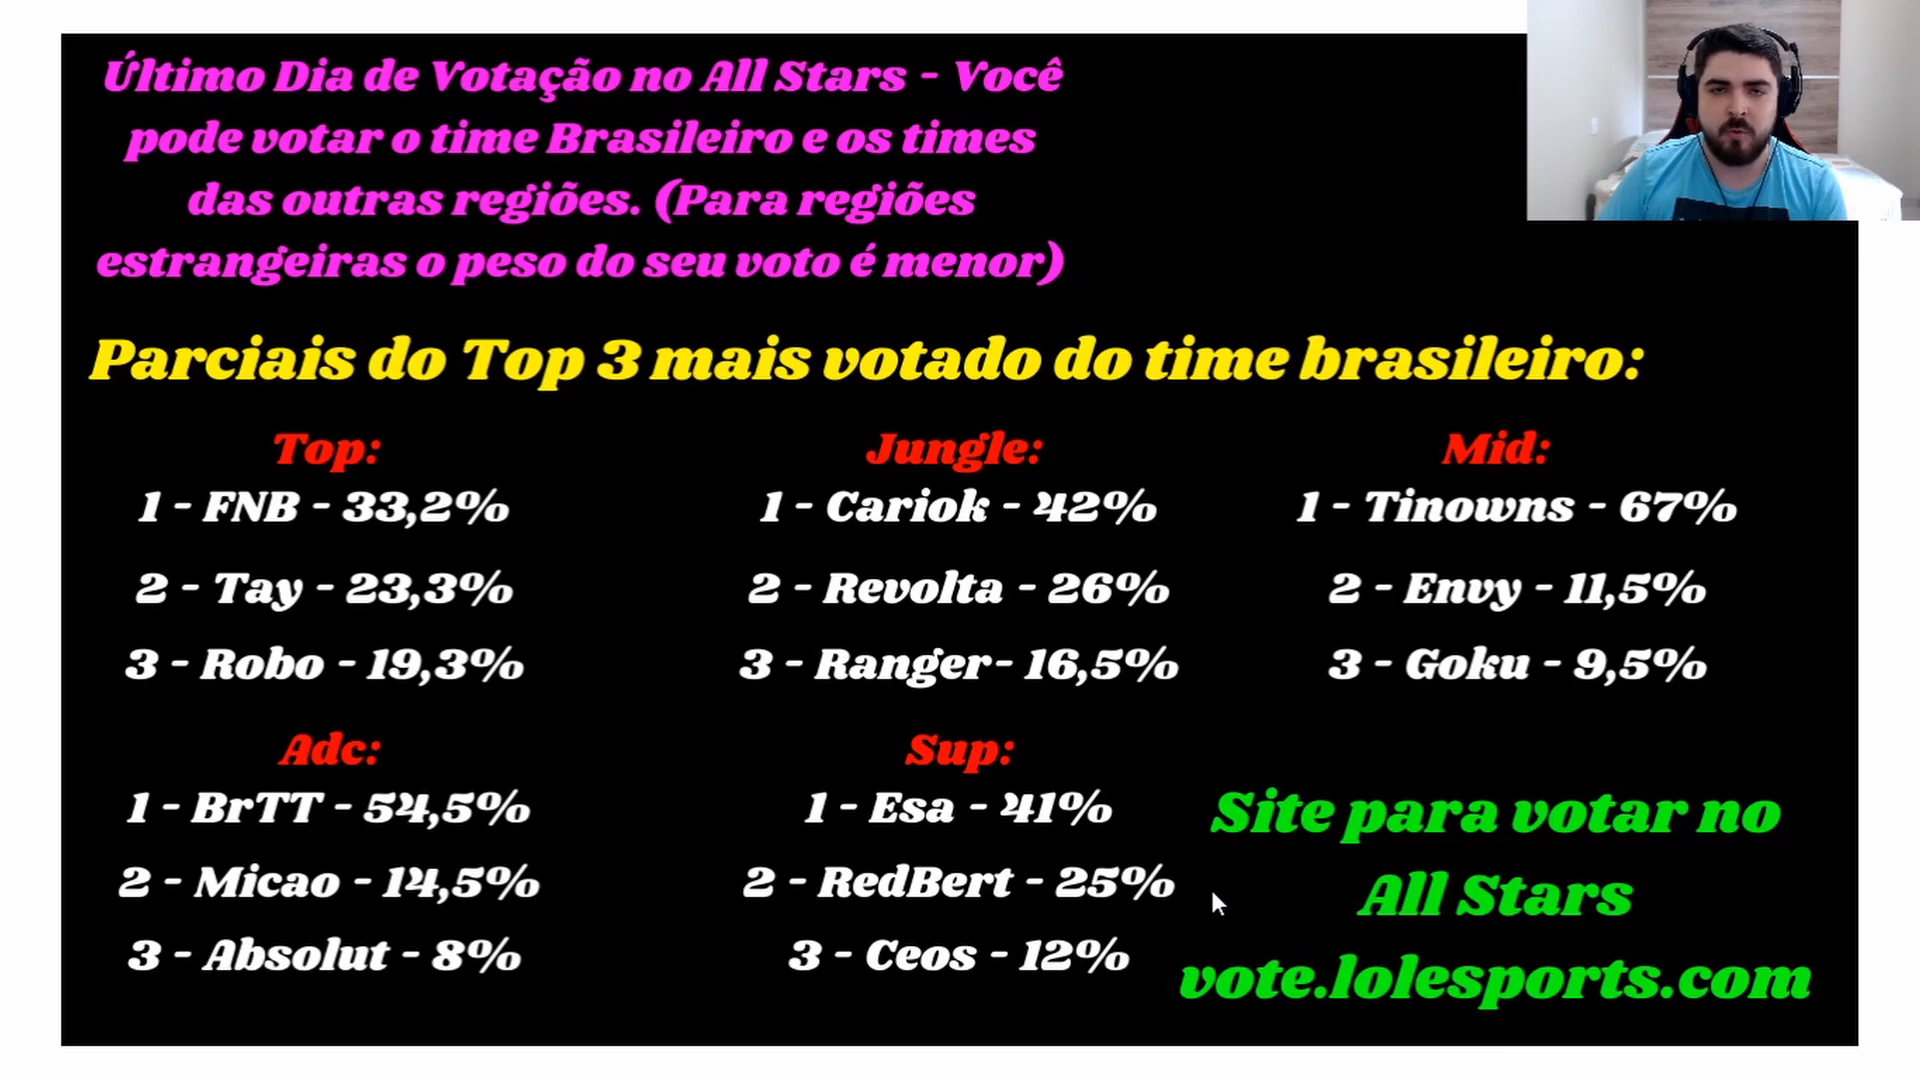 Último Dia de Votação no All Stars - Você
pode votar o time Brasileiro e os times
das outras regiões. (Para regiões
estrangeiras o peso do seu voto é menor)
Parciais do Top 3 mais votado do time brasileiro:
Top:
1 - FNB - 33,2%
2 - Tay - 23,3%
3 - Robo - 19,3%
Jungle:
1 - Cariok - 42%
2 - Revolta - 26%
3 - Ranger- 16,5%
Mid:
1 - Tinowns - 67%
2 - Envy - 11,5%
3 - Goku - 9,5%
Adc:
1 - BrTT - 54,5%
2 - Micao - 14,5%
3 - Absolut - 8%
Sup:
1 - Esa - 41%
2 - RedBert - 25%
3 - Ceos - 12%
Site para votar no
All Stars
vote.lolesports.com